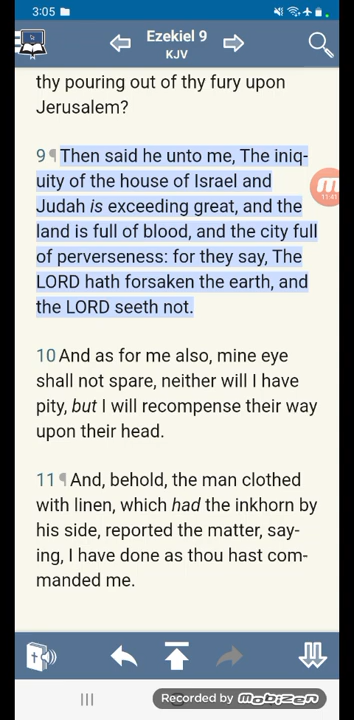 3:05
Ezekiel 9
KJV
thy pouring out of thy fury upon
Jerusalem?
9 ¶ Then said he unto me, The iniq-
uity of the house of Israel and
Judah is exceeding great, and the
land is full of blood, and the city full
of perverseness: for they say, The
LORD hath forsaken the earth, and
the LORD seeth not.
11:41
10 And as for me also, mine eye
shall not spare, neither will I have
pity, but I will recompense their way
upon their head.
11 ¶ And, behold, the man clothed
with linen, which had the inkhorn by
his side, reported the matter, say-
ing, I have done as thou hast com-
manded me.
Recorded by mobizen